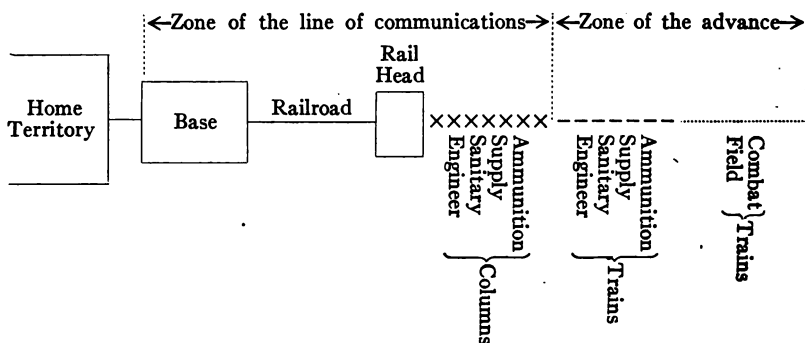 Zone of the line of communications
Zone of the advance
Rail
Head
Home
Territory
Base
Railroad
Ammunition
Supply
Sanitary
Engineer
Columns
Ammunition
Supply
Sanitary
Engineer
Trains
Combat
Field
Trains